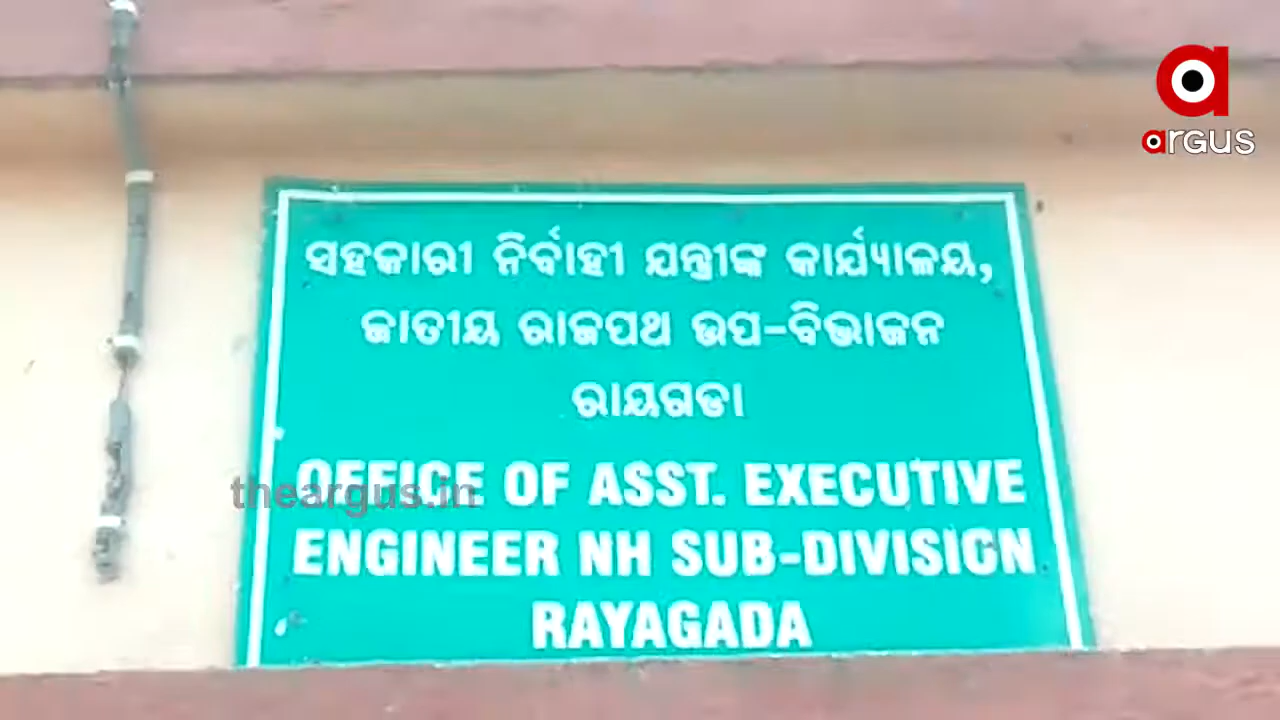 argus
ସହକାରୀ ନିର୍ବାହୀ ଯନ୍ତ୍ରୀଙ୍କ କାର୍ଯ୍ୟାଳୟ,
ଜାତୀୟ ରାଜପଥ ଉପ-ବିଭାଜନ
ରାୟଗଡା
OFFICE OF ASST. EXECUTIVE
theargus.in
ENGINEER NH SUB-DIVISION
RAYAGADA